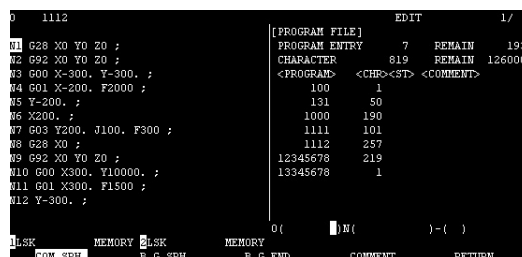 O 1112 EDIT 1/
N1 G28 X0 Y0 Z0 ;
N2 G92 X0 Y0 Z0 ;
N3 G00 X-300. Y-300. ;
N4 G01 X-200. F2000 ;
N5 Y-200. ;
N6 X200. ;
N7 G03 Y200. J100. F300 ;
N8 G28 X0 ;
N9 G92 X0 Y0 Z0 ;
N10 G00 X300. Y10000. ;
N11 G01 X300. F1500 ;
N12 Y-300. ;
[PROGRAM FILE]
PROGRAM ENTRY 7 REMAIN 193
CHARACTER 819 REMAIN 126000
<PROGRAM> <CHR><ST> <COMMENT>
100 1
131 50
1000 190
1111 101
1112 257
12345678 219
13345678 1
O( )N( )-( )
1LSK MEMORY 2LSK MEMORY
COM SRH B.G SRH B.G END COMMENT RETURN